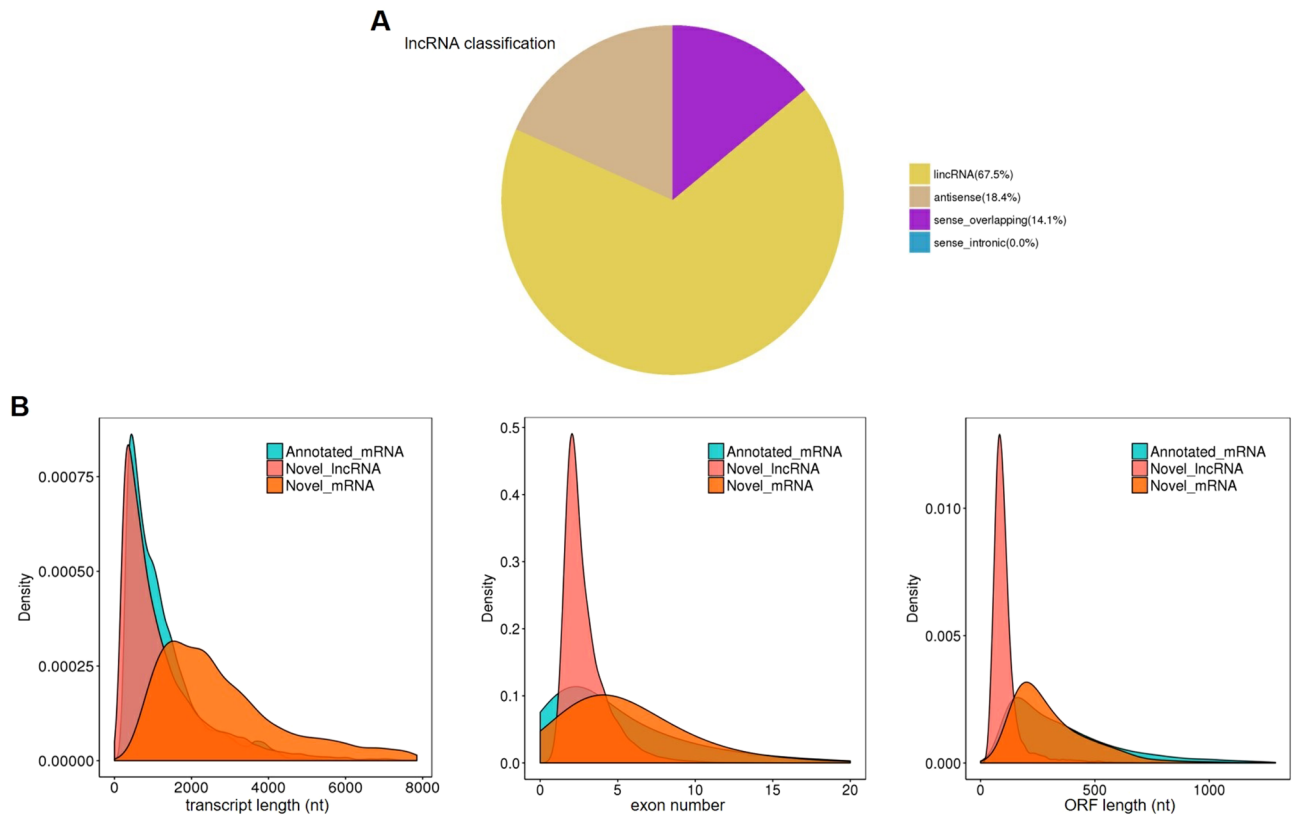 A
lncRNA classification
lincRNA(67.5%)
antisense(18.4%)
sense_overlapping(14.1%)
sense_intronic(0.0%)
B
Density
0.00075
0.00050
0.00025
0.00000
Annotated_mRNA
Novel_lncRNA
Novel_mRNA
0 2000 4000 6000 8000
transcript length (nt)
Density
0.5
0.4
0.3
0.2
0.1
0.0
Annotated_mRNA
Novel_lncRNA
Novel_mRNA
0 5 10 15 20
exon number
Density
0.010
0.005
0.000
Annotated_mRNA
Novel_lncRNA
Novel_mRNA
0 500 1000
ORF length (nt)